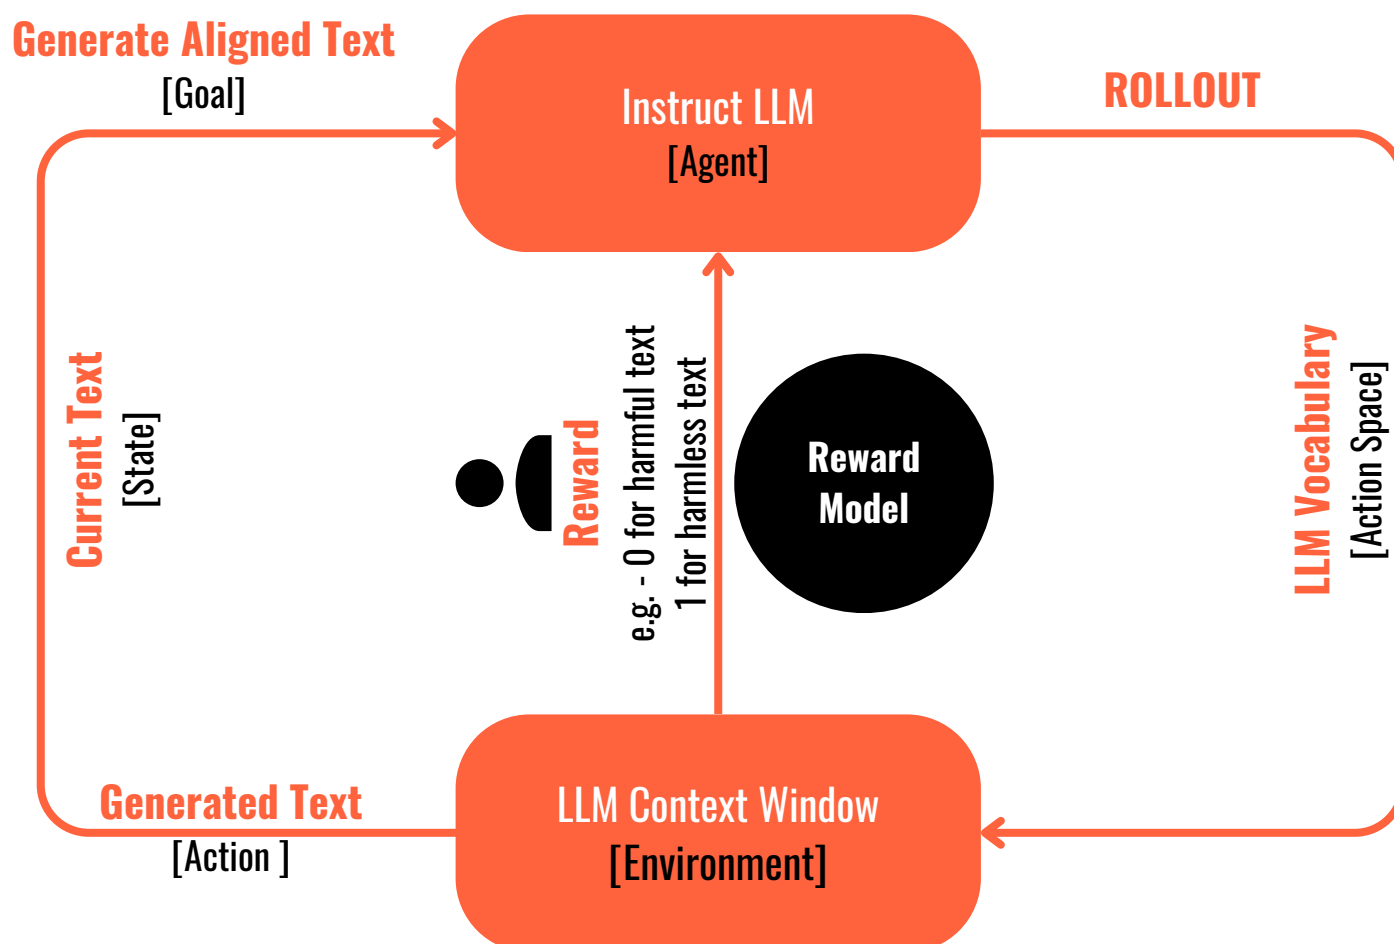 Generate Aligned Text
[Goal]
Instruct LLM
[Agent]
ROLLOUT
Current Text
[State]
Reward
e.g. - 0 for harmful text
1 for harmless text
Reward
Model
LLM Vocabulary
[Action Space]
Generated Text
[Action ]
LLM Context Window
[Environment]